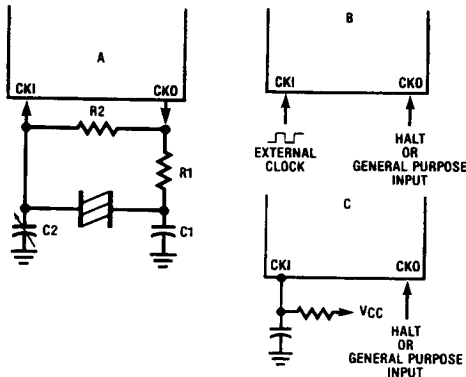 A
CKI
CKO
R2
R1
C2
C1
B
CKI
CKO
EXTERNAL
CLOCK
HALT
OR
GENERAL PURPOSE
INPUT
C
CKI
CKO
VCC
HALT
OR
GENERAL PURPOSE
INPUT